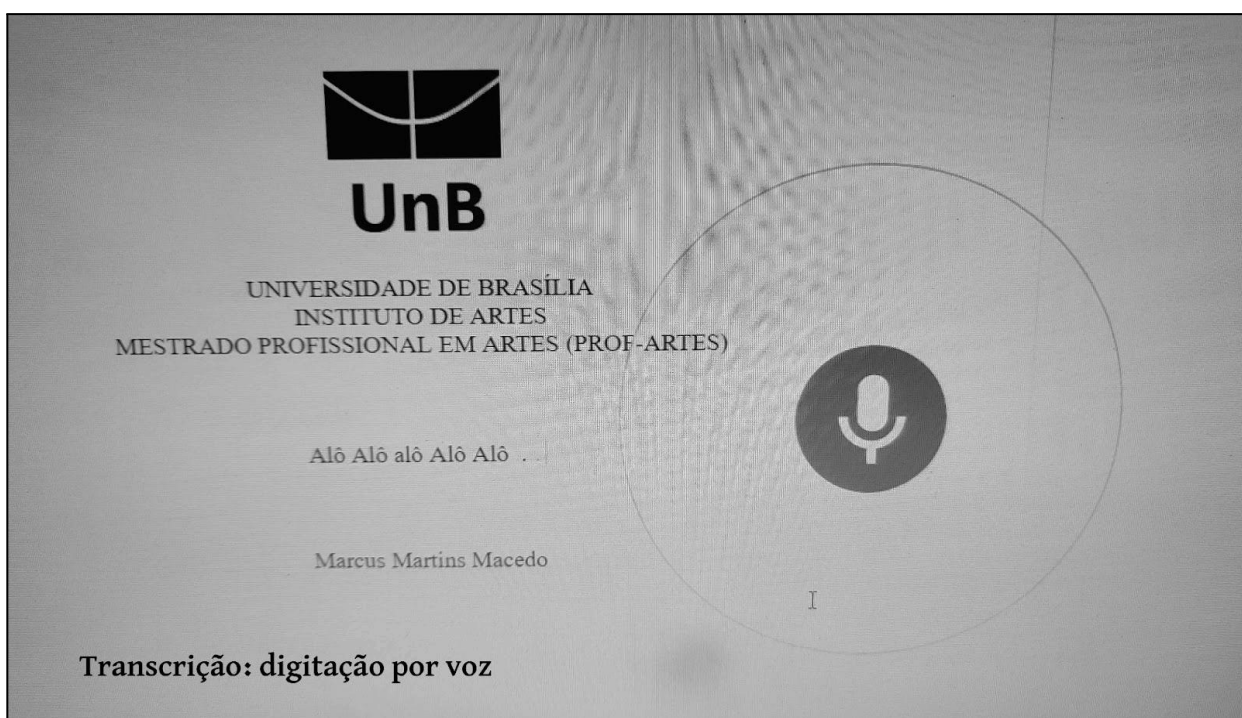 UnB
UNIVERSIDADE DE BRASÍLIA
INSTITUTO DE ARTES
MESTRADO PROFISSIONAL EM ARTES (PROF-ARTES)
Alô Alô alô Alô Alô .
Marcus Martins Macedo
Transcrição: digitação por voz